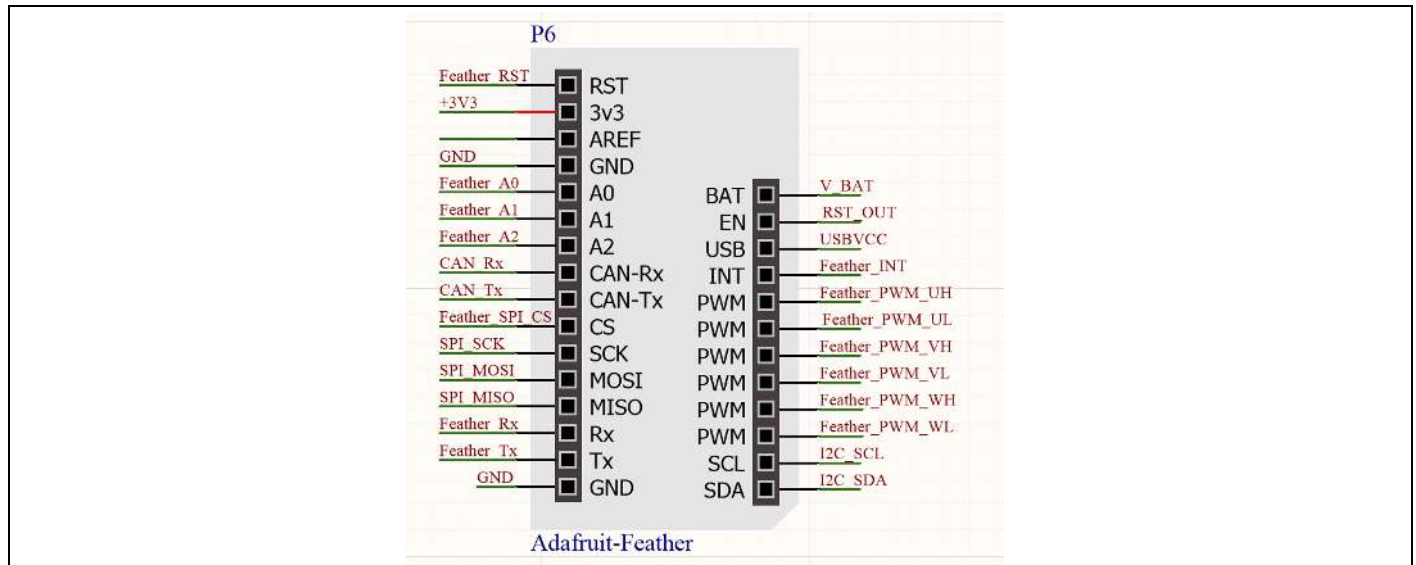 P6
Feather_RST RST
+3V3 3v3
AREF
GND GND
Feather_A0 A0 BAT V_BAT
Feather_A1 A1 EN RST_OUT
Feather_A2 A2 USB USBVCC
CAN_Rx CAN-Rx INT Feather_INT
CAN_Tx CAN-Tx PWM Feather_PWM_UH
Feather_SPI_CS CS PWM Feather_PWM_UL
SPI_SCK SCK PWM Feather_PWM_VH
SPI_MOSI MOSI PWM Feather_PWM_VL
SPI_MISO MISO PWM Feather_PWM_WH
Feather_Rx Rx PWM Feather_PWM_WL
Feather_Tx Tx SCL I2C_SCL
GND GND SDA I2C_SDA
Adafruit-Feather